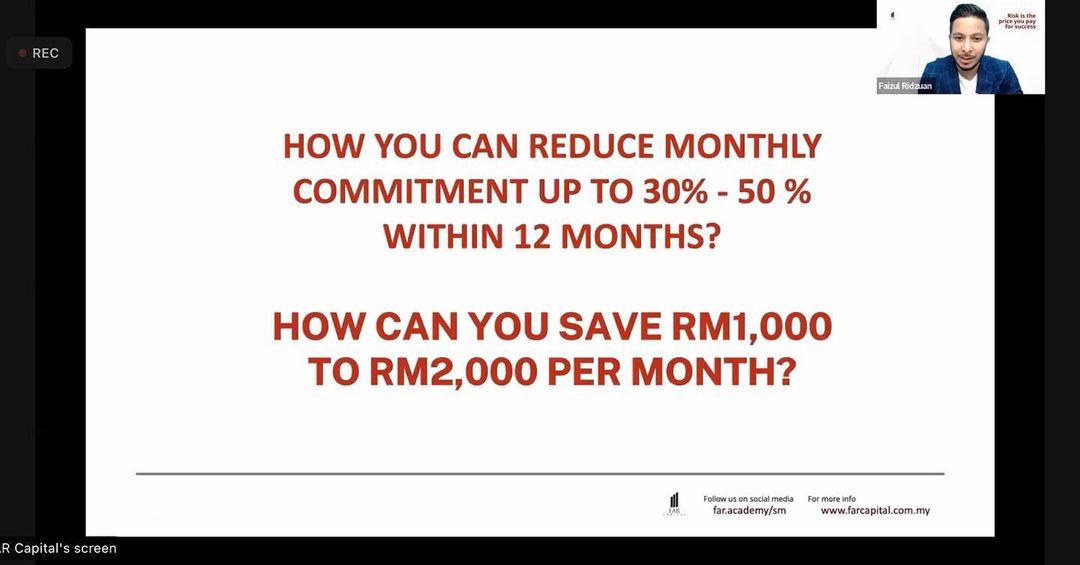 REC
Risk is the
price you pay
for success
Faizul Ridzuan
HOW YOU CAN REDUCE MONTHLY
COMMITMENT UP TO 30% - 50 %
WITHIN 12 MONTHS?
HOW CAN YOU SAVE RM1,000
TO RM2,000 PER MONTH?
FAR
CAPITAL
Follow us on social media
far.academy/sm
For more info
www.farcapital.com.my
R Capital's screen